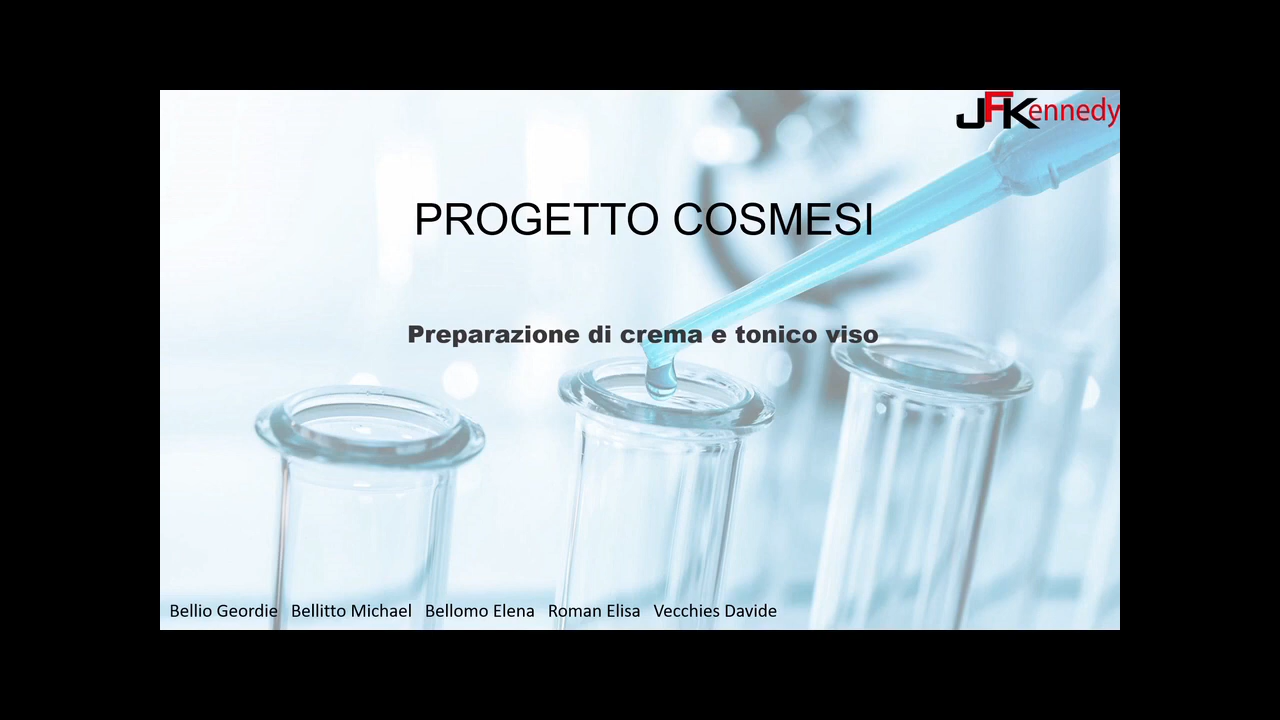 JFKennedy
PROGETTO COSMESI
Preparazione di crema e tonico viso
Bellio Geordie Bellitto Michael Bellomo Elena Roman Elisa Vecchies Davide